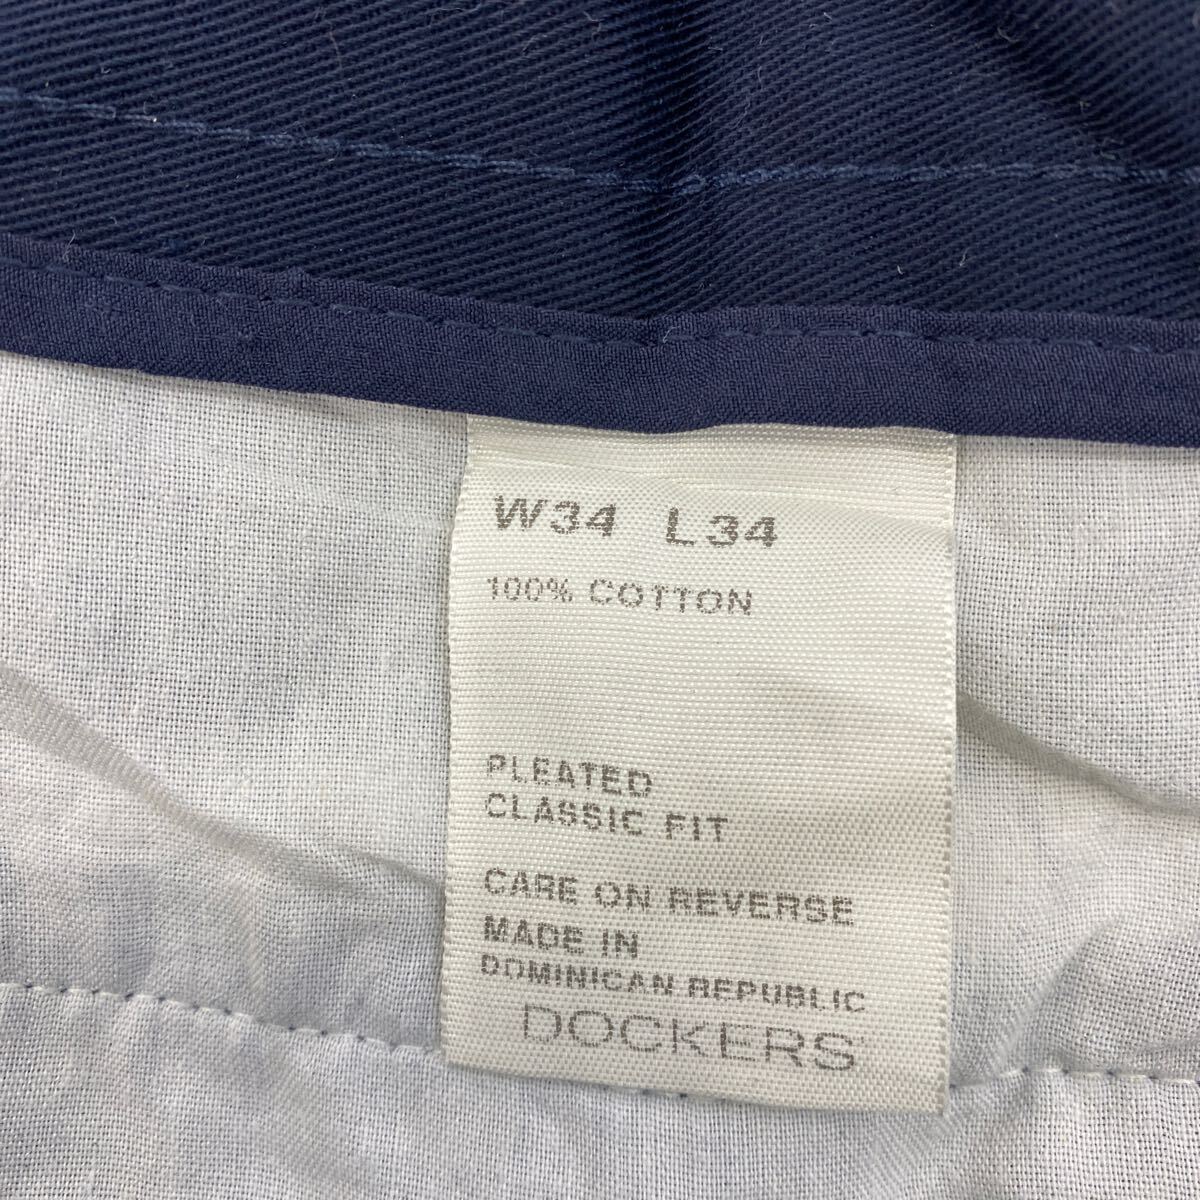 W34 L34
100% COTTON
PLEATED
CLASSIC FIT
CARE ON REVERSE
MADE IN
DOMINICAN REPUBLIC
DOCKERS